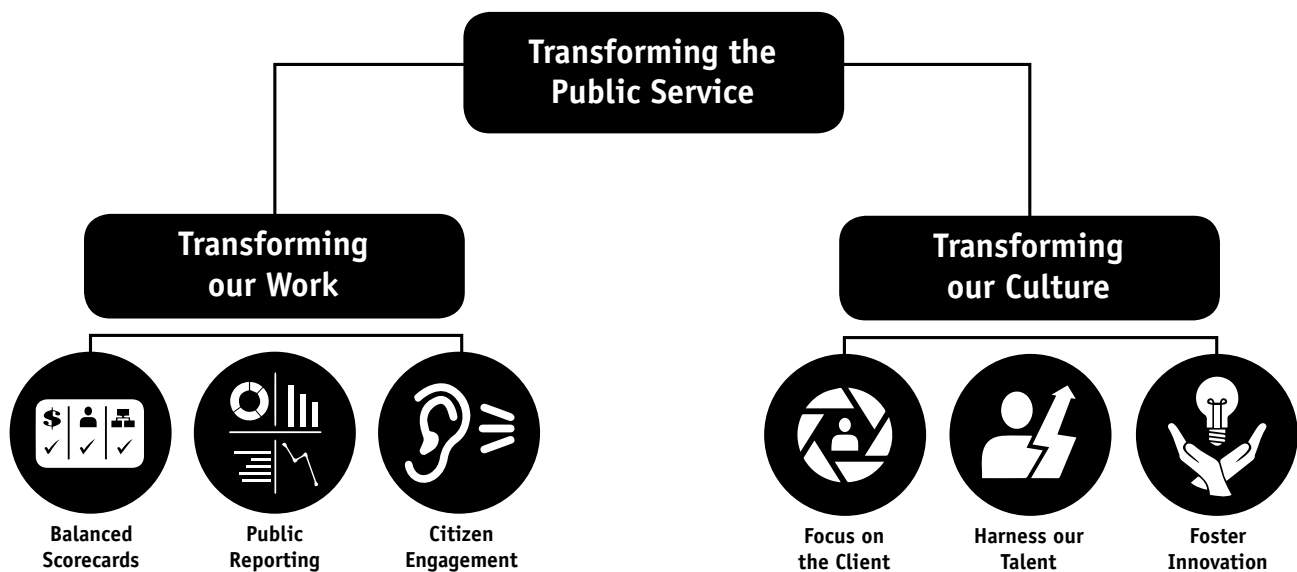 Transforming the
Public Service
Transforming
our Work
Transforming
our Culture
$
Balanced
Scorecards
Public
Reporting
Citizen
Engagement
Focus on
the Client
Harness our
Talent
Foster
Innovation